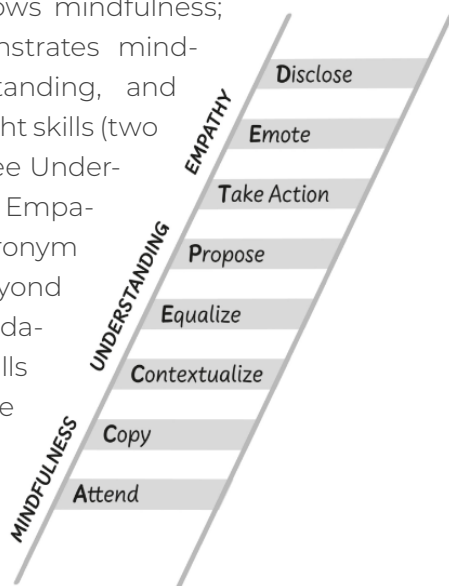 ows mindfulness;
nstrates mind-
tanding, and
ht skills (two
ee Under-
Empa-
ronym
yond
da-
lls
e
EMPATHY
UNDERSTANDING
MINDFULNESS
Disclose
Emote
Take Action
Propose
Equalize
Contextualize
Copy
Attend